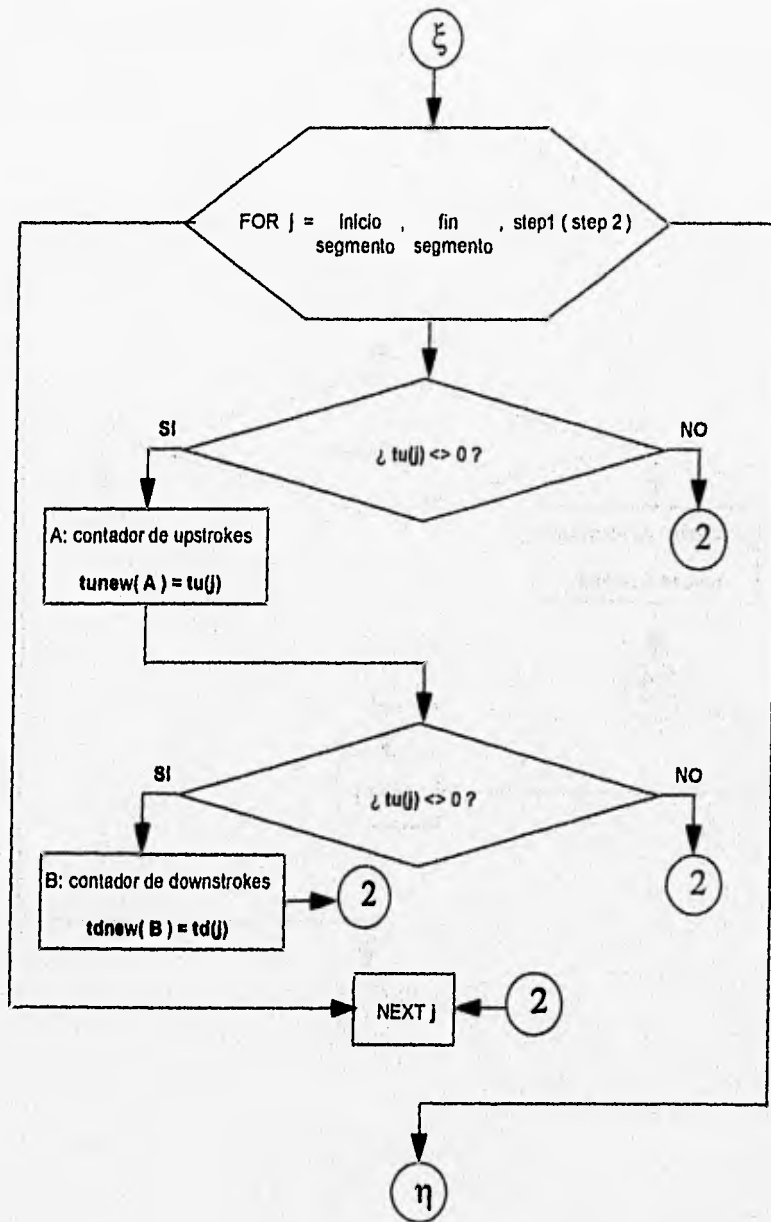 ξ
FOR j = Inicio , fin , step1 ( step 2 )
segmento segmento
SI
NO
¿ tu(j) <> 0 ?
2
A: contador de upstrokes
tunew( A ) = tu(j)
SI
NO
¿ tu(j) <> 0 ?
2
B: contador de downstrokes
2
tdnew( B ) = td(j)
NEXT j
2
η